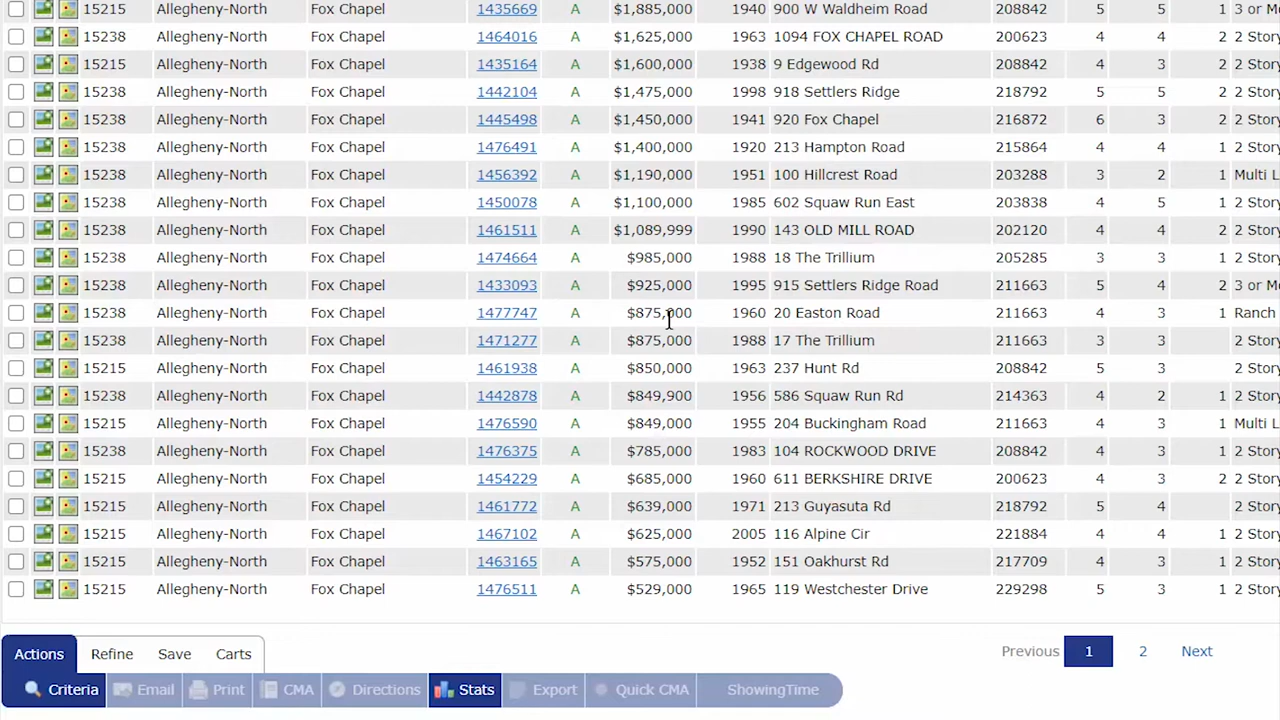 15215 Allegheny-North Fox Chapel 1435669 A $1,885,000 1940 900 W Waldheim Road 208842 5 5 1 3 or Mo
15238 Allegheny-North Fox Chapel 1464016 A $1,625,000 1963 1094 FOX CHAPEL ROAD 200623 4 4 2 2 Story
15215 Allegheny-North Fox Chapel 1435164 A $1,600,000 1938 9 Edgewood Rd 208842 4 3 2 2 Story
15238 Allegheny-North Fox Chapel 1442104 A $1,475,000 1998 918 Settlers Ridge 218792 5 5 2 2 Story
15238 Allegheny-North Fox Chapel 1445498 A $1,450,000 1941 920 Fox Chapel 216872 6 3 2 2 Story
15238 Allegheny-North Fox Chapel 1476491 A $1,400,000 1920 213 Hampton Road 215864 4 4 1 2 Story
15238 Allegheny-North Fox Chapel 1456392 A $1,190,000 1951 100 Hillcrest Road 203288 3 2 1 Multi L
15238 Allegheny-North Fox Chapel 1450078 A $1,100,000 602 Squaw Run East 203838 4 5 1 2 Story
15238 Allegheny-North Fox Chapel 1461511 A $1,089,999 143 OLD MILL ROAD 202120 4 4 2 2 Story
15238 Allegheny-North Fox Chapel 1474664 A $985,000 1988 18 The Trillium 205285 3 3 1 2 Story
15238 Allegheny-North Fox Chapel 1433093 A $925,000 1995 915 Settlers Ridge Road 211663 5 4 2 3 or Mo
15238 Allegheny-North Fox Chapel 1477747 A $875,000 1960 20 Easton Road 211663 4 3 1 Ranch
15238 Allegheny-North Fox Chapel 1471277 A $875,000 1988 17 The Trillium 211663 3 3 2 Story
15215 Allegheny-North Fox Chapel 1461938 A $850,000 1963 237 Hunt Rd 208842 5 3 2 Story
15238 Allegheny-North Fox Chapel 1442878 A $849,900 1956 586 Squaw Run Rd 214363 4 2 1 2 Story
15215 Allegheny-North Fox Chapel 1476590 A $849,000 1955 204 Buckingham Road 211663 4 3 1 Multi L
15238 Allegheny-North Fox Chapel 1476375 A $785,000 1983 104 ROCKWOOD DRIVE 208842 4 3 1 2 Story
15215 Allegheny-North Fox Chapel 1454229 A $685,000 1960 611 BERKSHIRE DRIVE 200623 4 3 2 2 Story
15215 Allegheny-North Fox Chapel 1461772 A $639,000 1971 213 Guyasuta Rd 218792 5 4 2 Story
15215 Allegheny-North Fox Chapel 1467102 A $625,000 2005 116 Alpine Cir 221884 4 4 1 2 Story
15215 Allegheny-North Fox Chapel 1463165 A $575,000 1952 151 Oakhurst Rd 217709 4 3 1 2 Story
15215 Allegheny-North Fox Chapel 1476511 A $529,000 1965 119 Westchester Drive 229298 5 3 1 2 Story
Actions Refine Save Carts Previous 1 2 Next
Criteria Email Print CMA Directions Stats Export Quick CMA ShowingTime